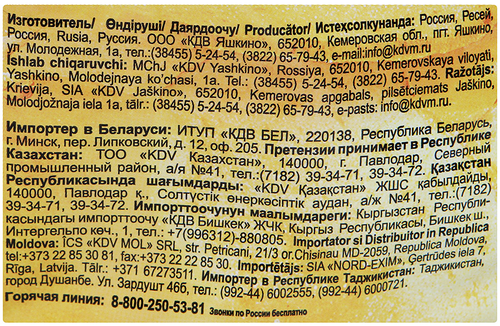 Изготовитель/ Өндіруші/ Даярдоочу/ Producător/ Истеҳсолкунанда: Россия, Ресей,
Россия, Rusia, Руссия. ООО «КДВ Яшкино», 652010, Кемеровская обл., пгт. Яшкино,
ул. Молодежная, 1а, тел.:(38455) 5-24-54, (3822) 65-79-43, e-mail:info@kdvm.ru.
Ishlab chiqaruvchi: MChJ «KDV Yashkino», Rossiya, 652010, Kemerovskaya viloyati,
Yashkino, Molodejnaya ko'chasi, 1a. Tel.: (38455) 5-24-54, (3822) 65-79-43. Ražotājs:
Krievija, SIA «KDV Jaškino», 652010, Kemerovas apgabals, pilsētciemats Jaškino,
Molodjožnaja iela 1a, tālr.: (38455) 5-24-54, (3822) 65-79-43, e-pasts: info@kdvm.ru.
Импортер в Беларуси: ИТУП «КДВ БЕЛ», 220138, Республика Беларусь,
г. Минск, пер. Липковский, д. 12, оф. 205. Претензии принимает в Республике
Казахстан: ТОО «KDV Казахстан», 140000, г. Павлодар, Северный
промышленный район, а/я №41, тел.:(7182) 39-34-71, 39-34-72. Қазақстан
Республикасында шағымдарды: «KDV Қазақстан» ЖШС қабылдайды,
140000, Павлодар қ., Солтүстік өнеркәсіптік аудан, а/ж №41, тел.:(7182)
39-34-71, 39-34-72. Импорттоочунун маалымдареги: Кыргызстан, Республи-
касындагы импорттоочу «КДВ Бишкек» ЖЧК, Кыргыз Республикасы, Бишкек ш.,
Интергельпо көч., 1, тел.: +7(996312)-880805. Importator si Distribuitor in Republica
Moldova: ÎCS «KDV MOL» SRL, str. Petricani, 21/3 or.Chisinau MD-2059, Republica Moldova,
tel:+373 22 85 30 81, fax:+373 22 22 85 30. Importētājs: SIA «NORD-EXIM», Ģertrūdes iela 7,
Rīga, Latvija. Tālr.: +371 67273511. Импортер в Республике Таджикистан: Таджикистан,
город Душанбе. Ул. Зардушт 466, тел.: (992-44) 6002555, (992-44) 6000721.
Горячая линия: 8-800-250-53-81 Звонки по России бесплатно